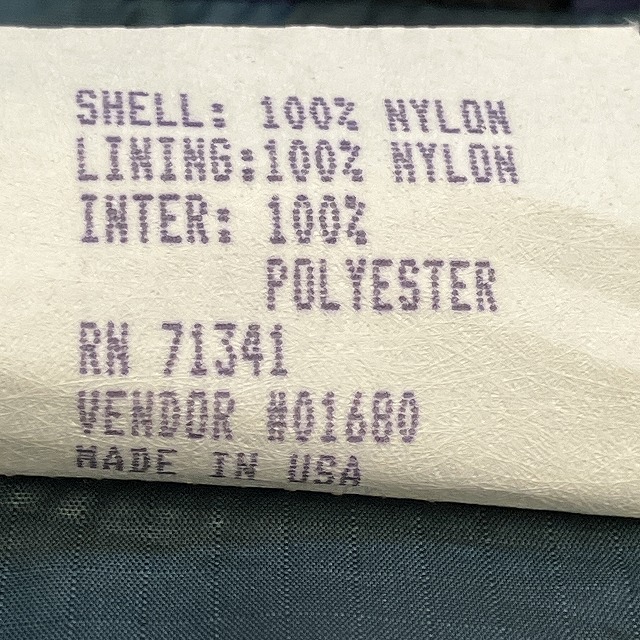 SHELL: 100% NYLON
LINING:100% NYLON
INTER: 100%
POLYESTER
RN 71341
VENDOR #01680
MADE IN USA